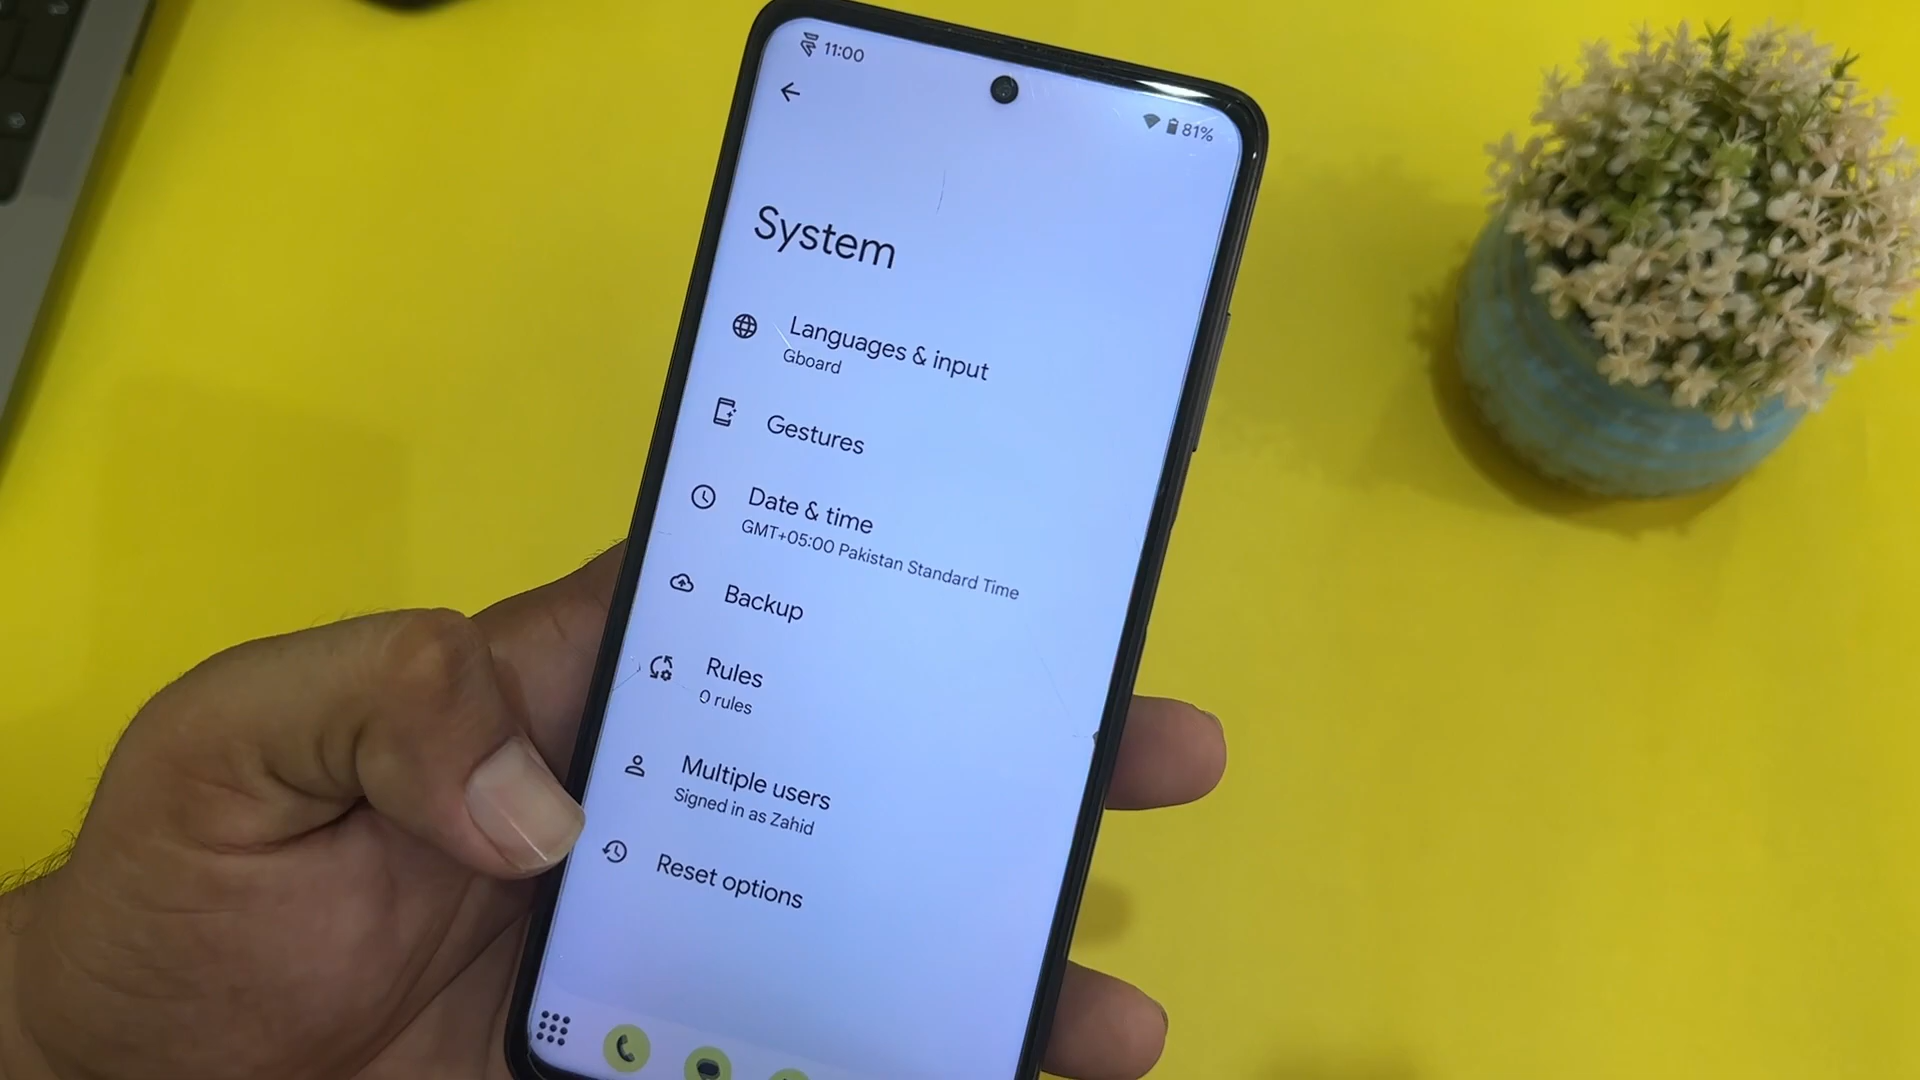 11:00
81%
System
Languages & input
Gboard
Gestures
Date & time
GMT+05:00 Pakistan Standard Time
Backup
Rules
0 rules
Multiple users
Signed in as Zahid
Reset options